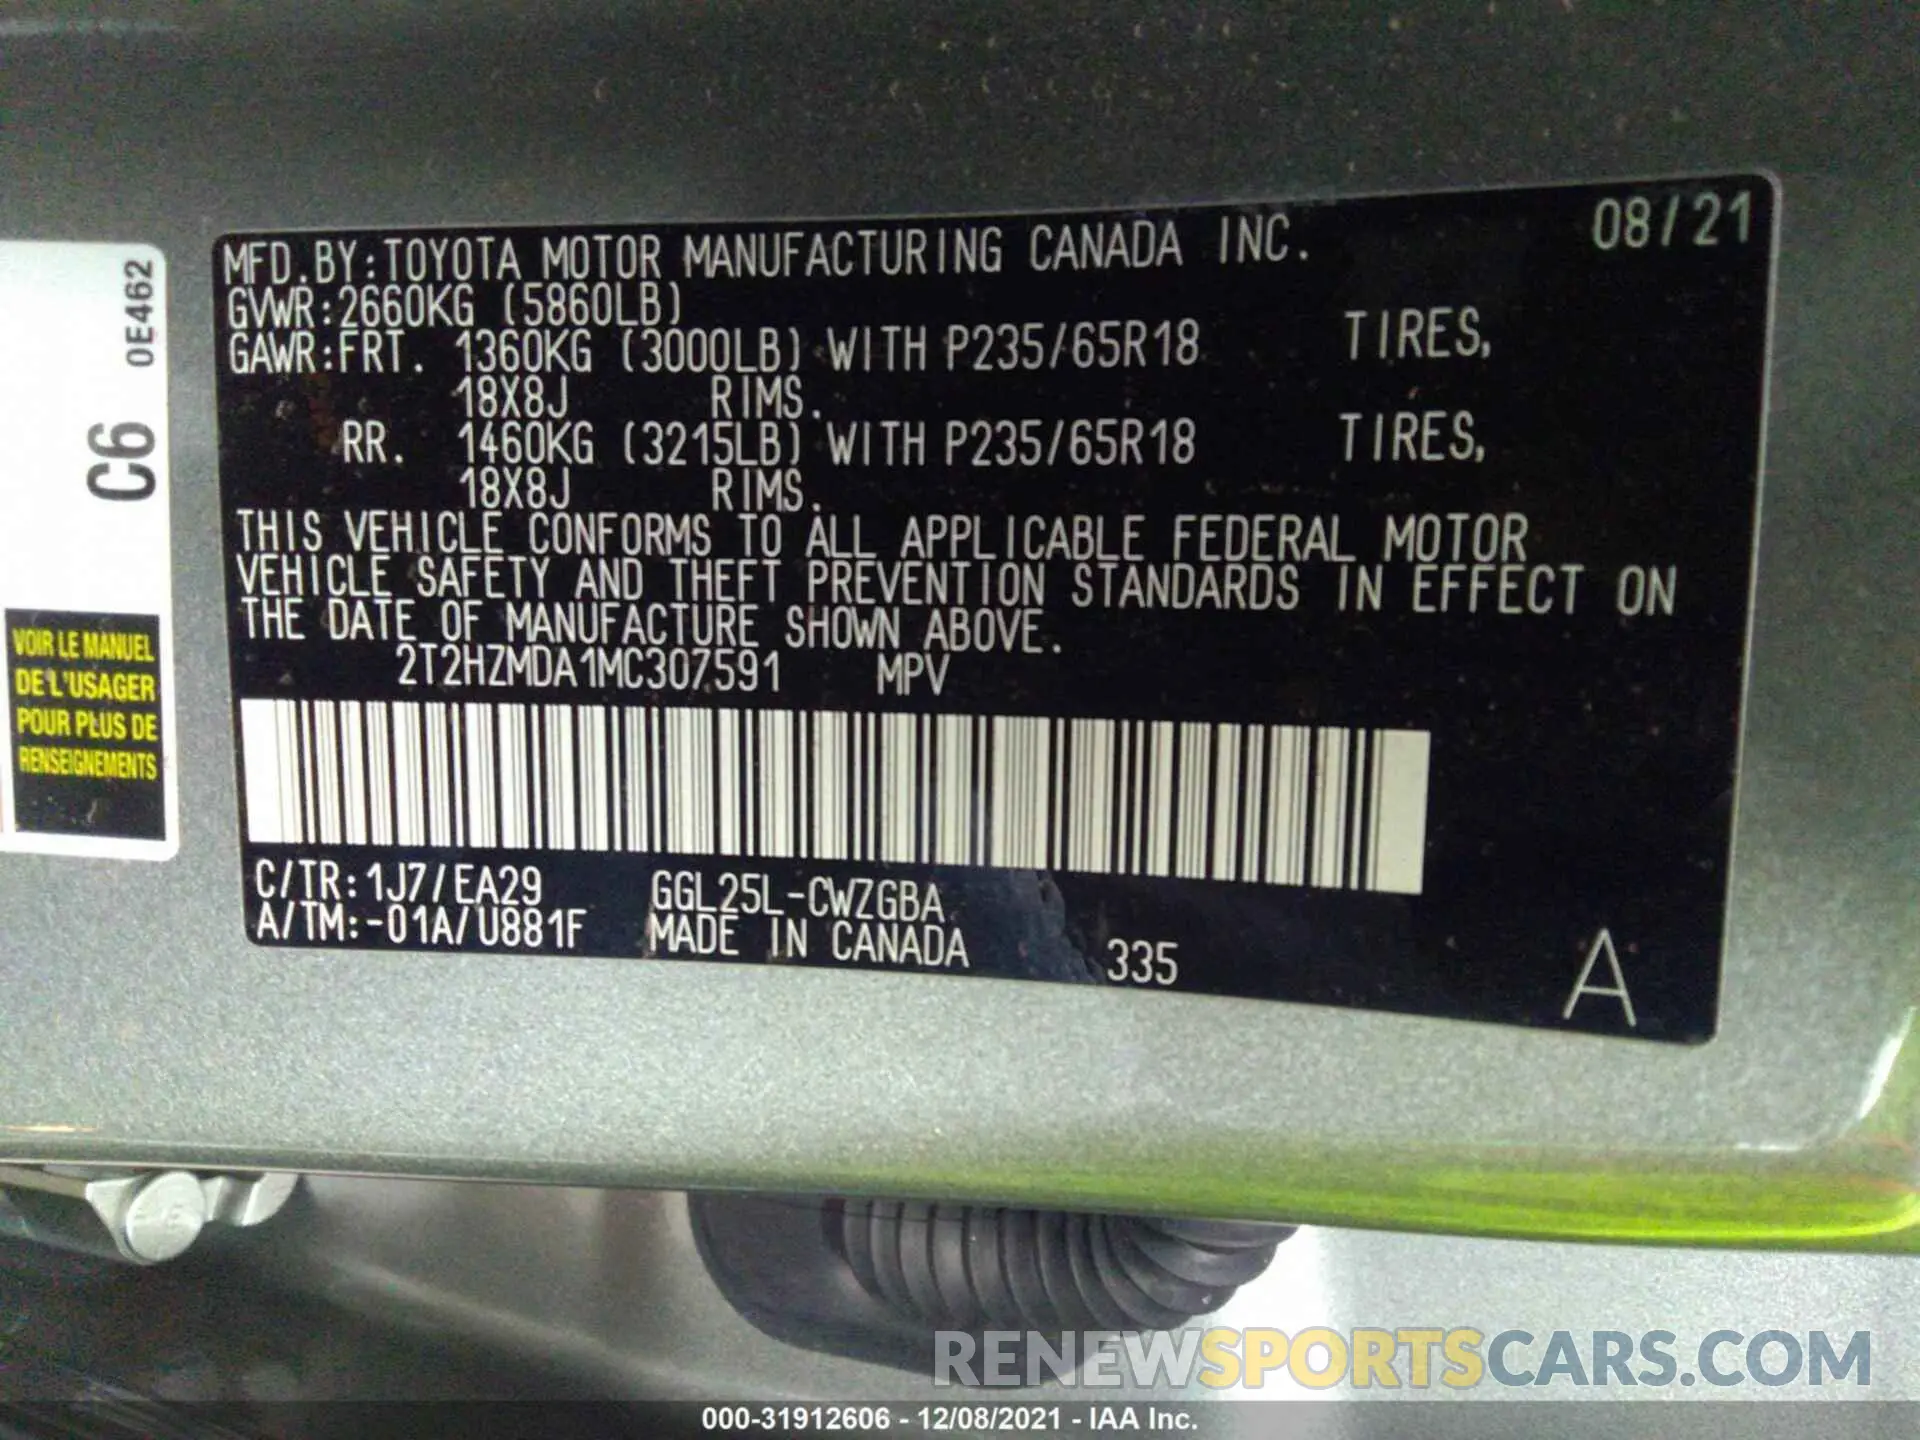 MFD.BY:TOYOTA MOTOR MANUFACTURING CANADA INC. 08/21
GVWR:2660KG (5860LB)
GAWR:FRT. 1360KG (3000LB) WITH P235/65R18 TIRES,
18X8J RIMS.
RR. 1460KG (3215LB) WITH P235/65R18 TIRES,
18X8J RIMS.
THIS VEHICLE CONFORMS TO ALL APPLICABLE FEDERAL MOTOR
VEHICLE SAFETY AND THEFT PREVENTION STANDARDS IN EFFECT ON
THE DATE OF MANUFACTURE SHOWN ABOVE.
2T2HZMDA1MC307591 MPV
C/TR:1J7/EA29 GGL25L-CWZGBA
A/TM:-01A/U881F MADE IN CANADA 335 A
0E462
C6
VOIR LE MANUEL
DE L'USAGER
POUR PLUS DE
RENSEIGNEMENTS
RENEWSPORTSCARS.COM
000-31912606 - 12/08/2021 - IAA Inc.